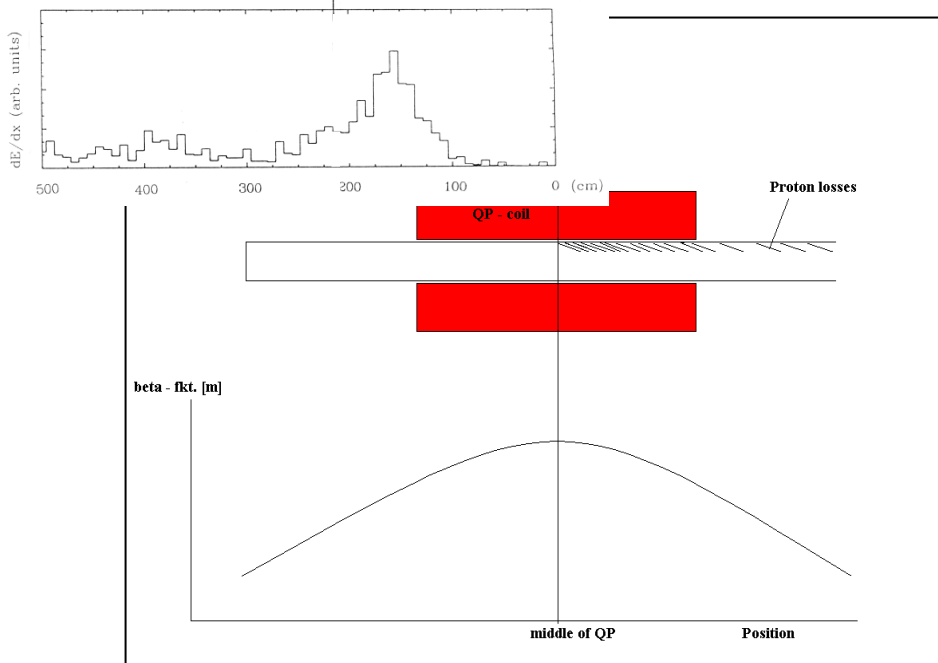 dE/dx (arb. units)
500 400 300 200 100 0 (cm)
Proton losses
QP - coil
beta - fkt. [m]
middle of QP
Position